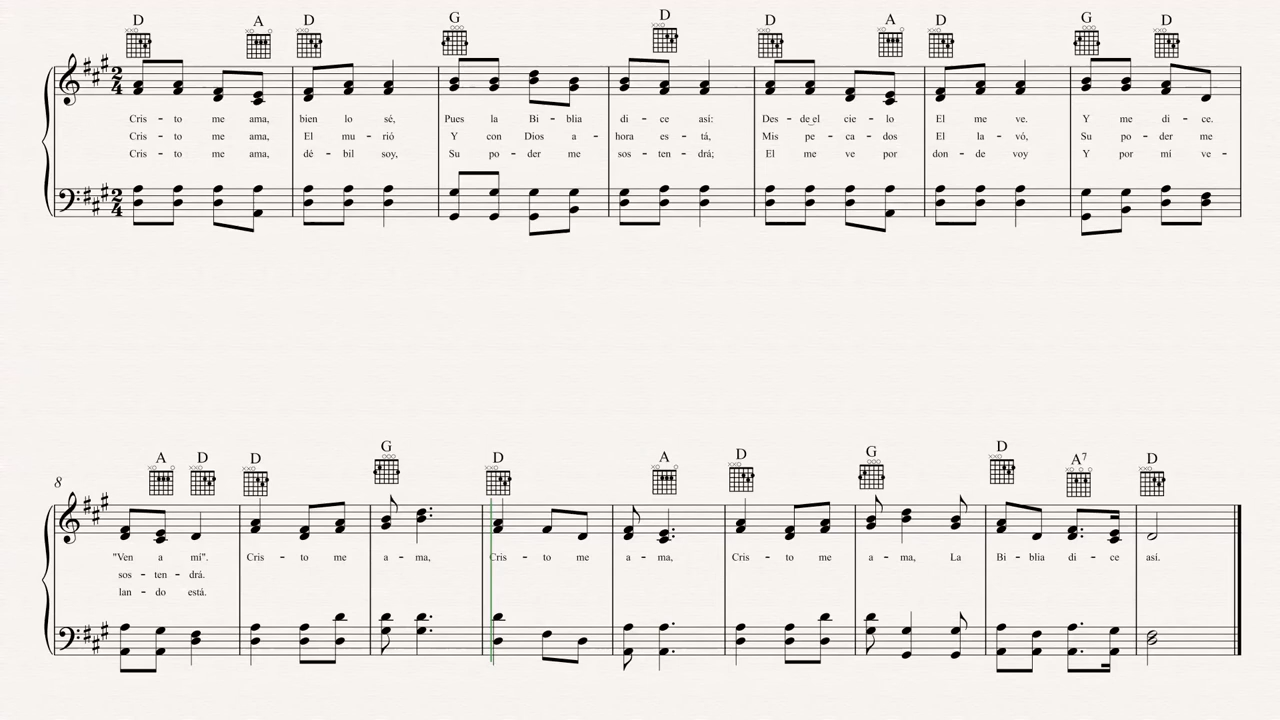 D A D G D D A D G D
2 4
Cris - to me ama, bien lo sé, Pues la Bi - blia di - ce así: Des - de el cie - lo El me ve. Y me di - ce.
Cris - to me ama, El mu - rió Y con Dios a - hora es - tá, Mis pe - ca - dos El la - vó, Su po - der me
Cris - to me ama, dé - bil soy, Su po - der me sos - ten - drá; El me ve por don - de voy Y por mí ve -
2 4
A D D G D A D G D A7 D
8
"Ven a mí". Cris - to me a - ma, Cris - to me a - ma, Cris - to me a - ma, La Bi - blia di - ce así.
sos - ten - drá.
lan - do está.